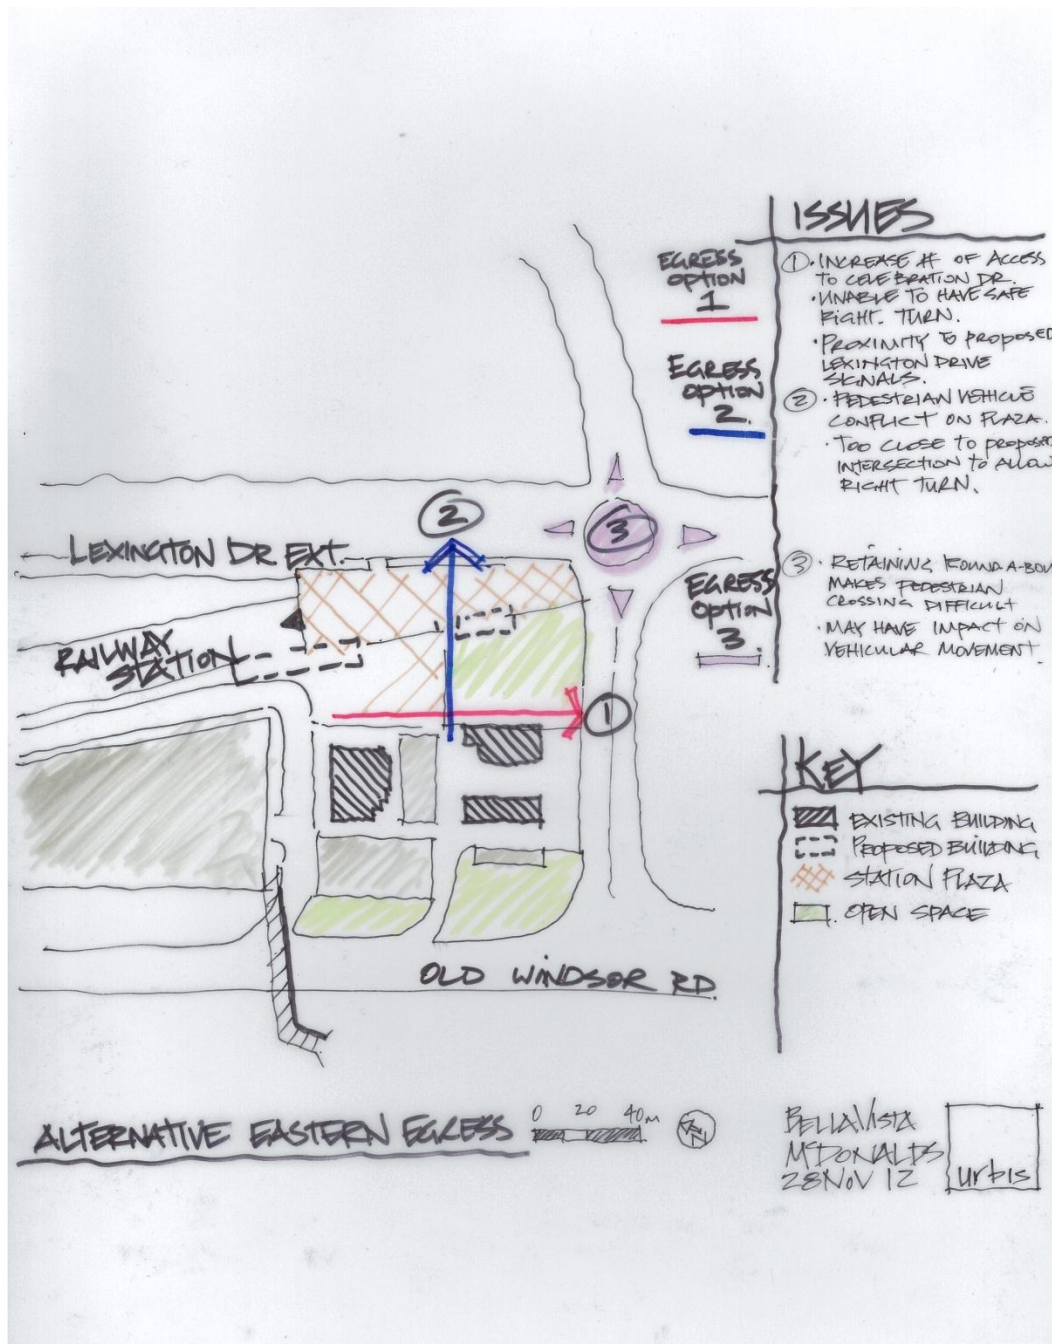 ISSUES
EGRESS
OPTION
1
① · INCREASE # OF ACCESS
TO CELEBRATION DR.
· UNABLE TO HAVE SAFE
RIGHT. TURN.
· PROXIMITY TO PROPOSED
LEXINGTON DRIVE
SIGNALS.
EGRESS
OPTION
2.
② · PEDESTRIAN VEHICLE
CONFLICT ON PLAZA.
· TOO CLOSE TO PROPOSED
INTERSECTION TO ALLOW
RIGHT TURN.
②
③
LEXINGTON DR EXT.
EGRESS
OPTION
3.
③ · RETAINING ROUND-A-BOU
MAKES PEDESTRIAN
CROSSING DIFFICULT
· MAY HAVE IMPACT ON
VEHICULAR MOVEMENT.
RAILWAY
STATION
①
KEY
EXISTING BUILDING
PROPOSED BUILDING
STATION PLAZA
OPEN SPACE
OLD WINDSOR RD.
ALTERNATIVE EASTERN EGRESS
0 20 40m
N
BELLA VISTA
MCDONALDS
28 NOV 12
urbis